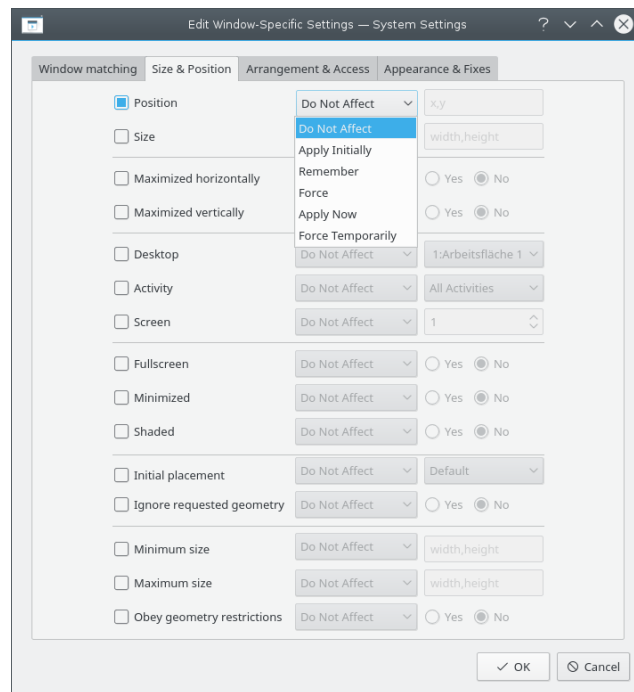 Edit Window-Specific Settings — System Settings
Window matching Size & Position Arrangement & Access Appearance & Fixes
Position Do Not Affect x,y
Do Not Affect
Size width,height
Apply Initially
Remember
Maximized horizontally Yes No
Force
Maximized vertically Yes No
Apply Now
Force Temporarily
Desktop Do Not Affect 1:Arbeitsfläche 1
Activity Do Not Affect All Activities
Screen Do Not Affect 1
Fullscreen Do Not Affect Yes No
Minimized Do Not Affect Yes No
Shaded Do Not Affect Yes No
Initial placement Do Not Affect Default
Ignore requested geometry Do Not Affect Yes No
Minimum size Do Not Affect width,height
Maximum size Do Not Affect width,height
Obey geometry restrictions Do Not Affect Yes No
OK Cancel